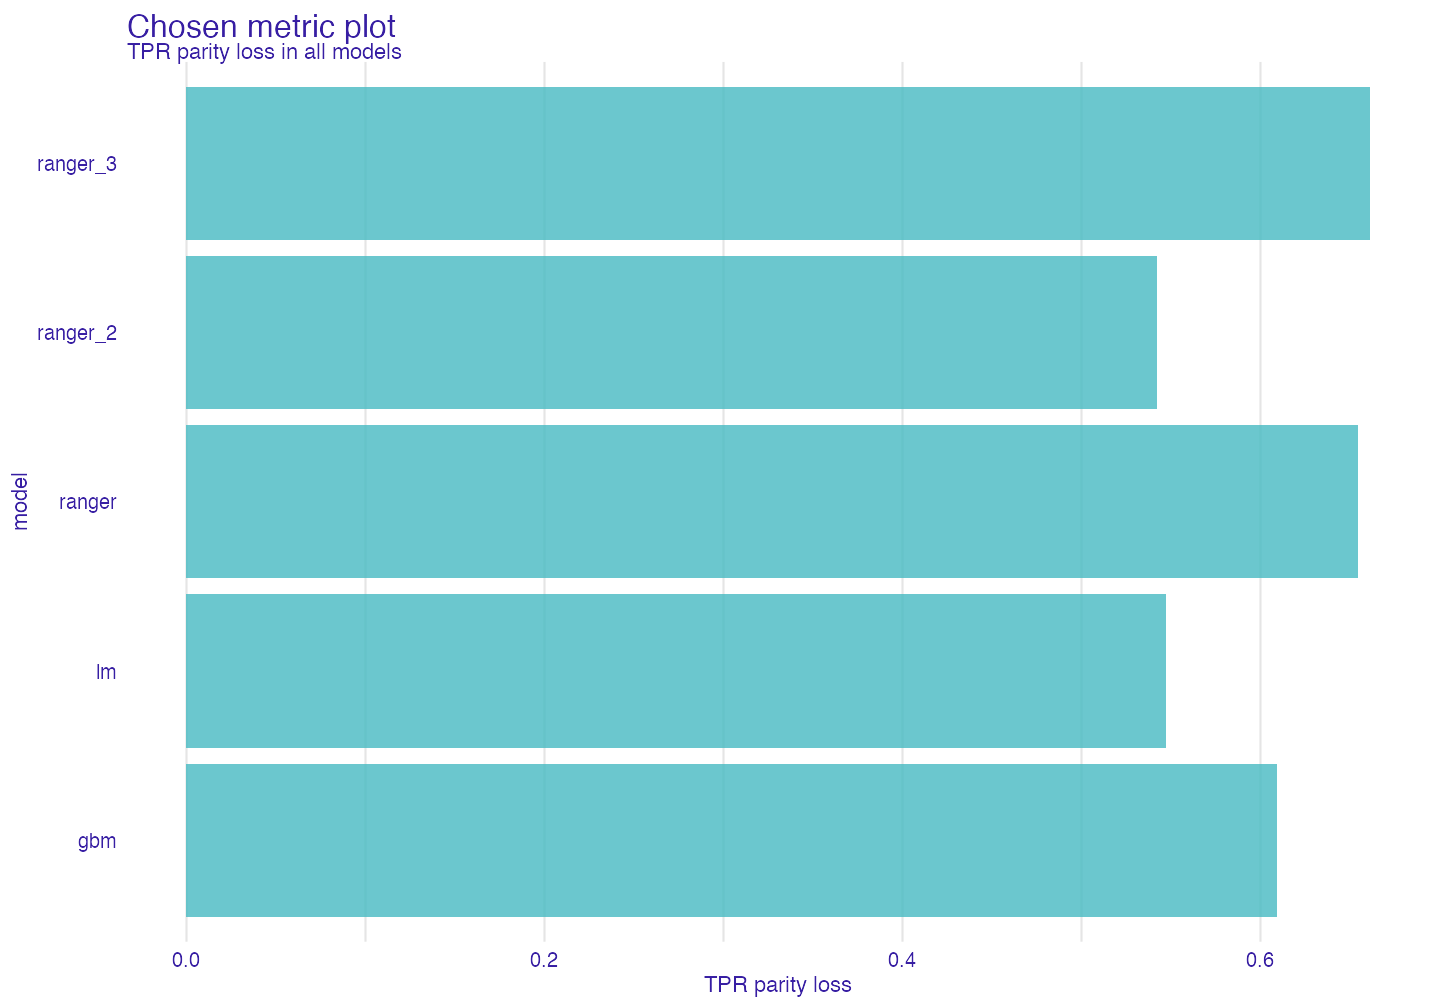 Chosen metric plot
TPR parity loss in all models
ranger_3
ranger_2
ranger
lm
gbm
model
0.0
0.2
0.4
0.6
TPR parity loss